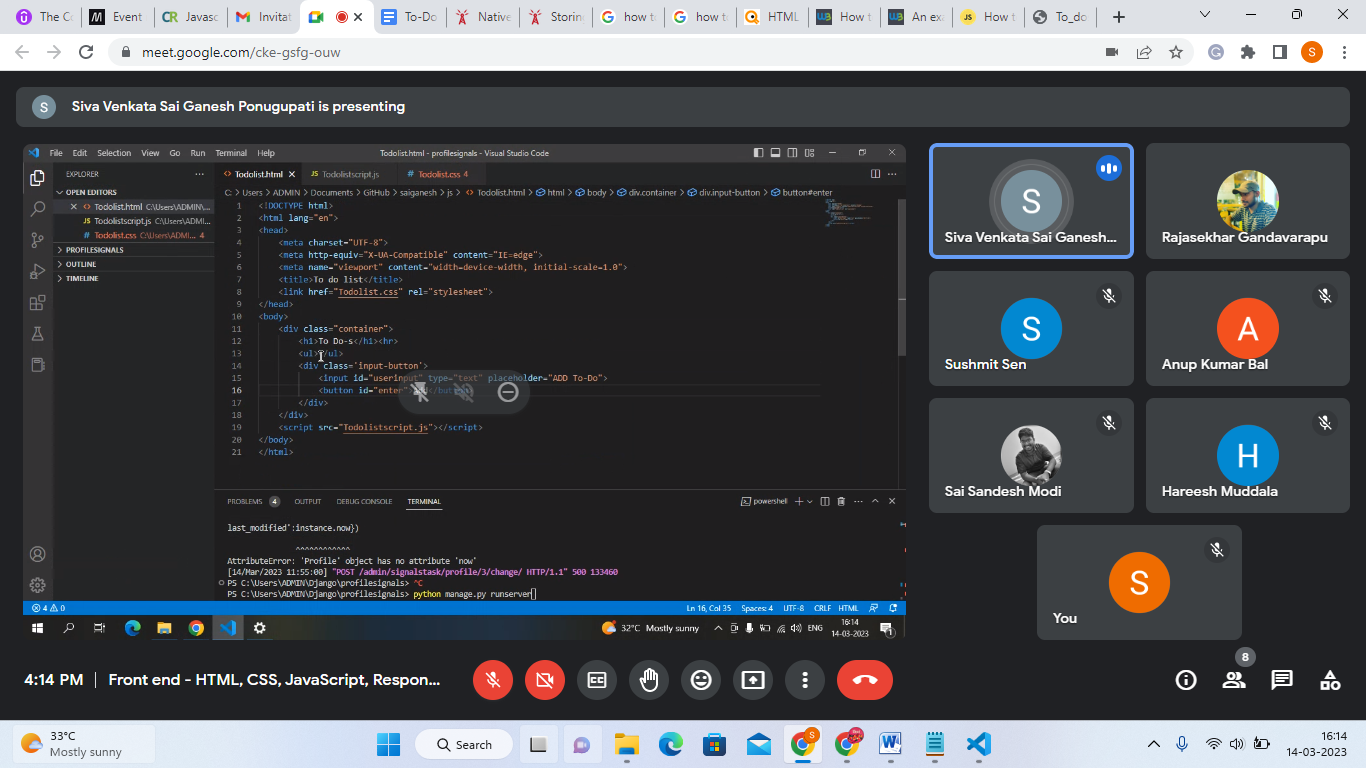 The Co
Event
Javasc
Invitat
To-Do
Native
Storin
how t
how t
HTML
How t
An exa
How t
To_do
meet.google.com/cke-gsfg-ouw
S
S Siva Venkata Sai Ganesh Ponugupati is presenting
File Edit Selection View Go Run Terminal Help
Todolist.html - profilesignals - Visual Studio Code
EXPLORER
OPEN EDITORS
Todolist.html C:\Users\ADMIN\...
JS Todolistscript.js C:\Users\ADMI...
# Todolist.css C:\Users\ADMI... 4
PROFILESIGNALS
OUTLINE
TIMELINE
Todolist.html JS Todolistscript.js # Todolist.css 4
C: > Users > ADMIN > Documents > GitHub > saiganesh > js > Todolist.html > html > body > div.container > div.input-button > button#enter
1 <!DOCTYPE html>
2 <html lang="en">
3 <head>
4 <meta charset="UTF-8">
5 <meta http-equiv="X-UA-Compatible" content="IE=edge">
6 <meta name="viewport" content="width=device-width, initial-scale=1.0">
7 <title>To do list</title>
8 <link href="Todolist.css" rel="stylesheet">
9 </head>
10 <body>
11 <div class="container">
12 <h1>To Do-s</h1><hr>
13 <ul></ul>
14 <div class='input-button'>
15 <input id="userinput" type="text" placeholder="ADD To-Do">
16 <button id="enter"
17 </div>
18 </div>
19 <script src="Todolistscript.js"></script>
20 </body>
21 </html>
PROBLEMS 4 OUTPUT DEBUG CONSOLE TERMINAL
powershell
last_modified':instance.now})
^^^^^^^^^^^^
AttributeError: 'Profile' object has no attribute 'now'
[14/Mar/2023 11:55:00] "POST /admin/signalstask/profile/3/change/ HTTP/1.1" 500 133460
PS C:\Users\ADMIN\Django\profilesignals> ^C
PS C:\Users\ADMIN\Django\profilesignals> python manage.py runserver
4 0
Ln 16, Col 35 Spaces: 4 UTF-8 CRLF HTML
32°C Mostly sunny
ENG
16:14
14-03-2023
1
S
Siva Venkata Sai Ganesh...
Rajasekhar Gandavarapu
S
Sushmit Sen
A
Anup Kumar Bal
Sai Sandesh Modi
H
Hareesh Muddala
S
You
4:14 PM | Front end - HTML, CSS, JavaScript, Respon...
8
33°C
Mostly sunny
Search
16:14
14-03-2023